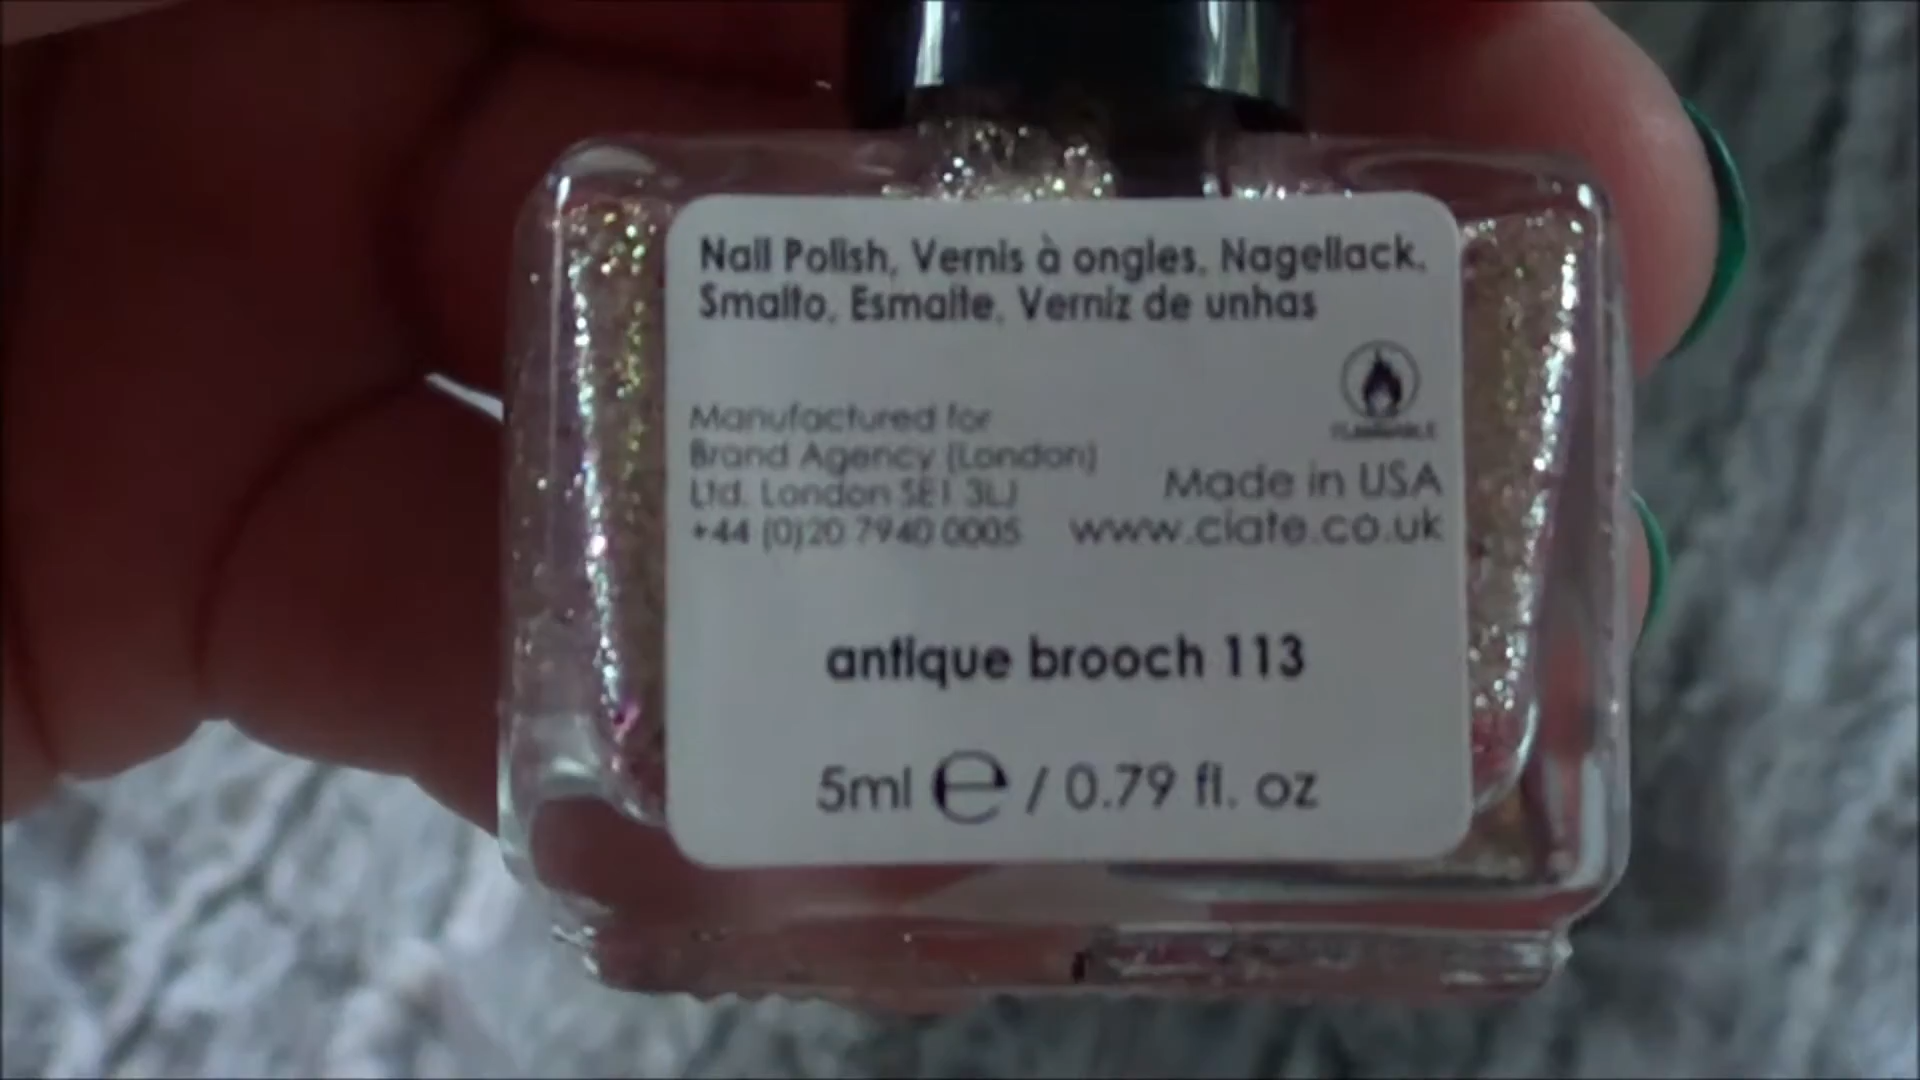 Nail Polish, Vernis à ongles, Nagellack,
Smalto, Esmalte, Verniz de unhas
FLAMMABLE
Manufactured for
Brand Agency (London)
Ltd. London SE1 3LJ
+44 (0)20 7940 0005
Made in USA
www.ciate.co.uk
antique brooch 113
5ml ℮ / 0.79 fl. oz